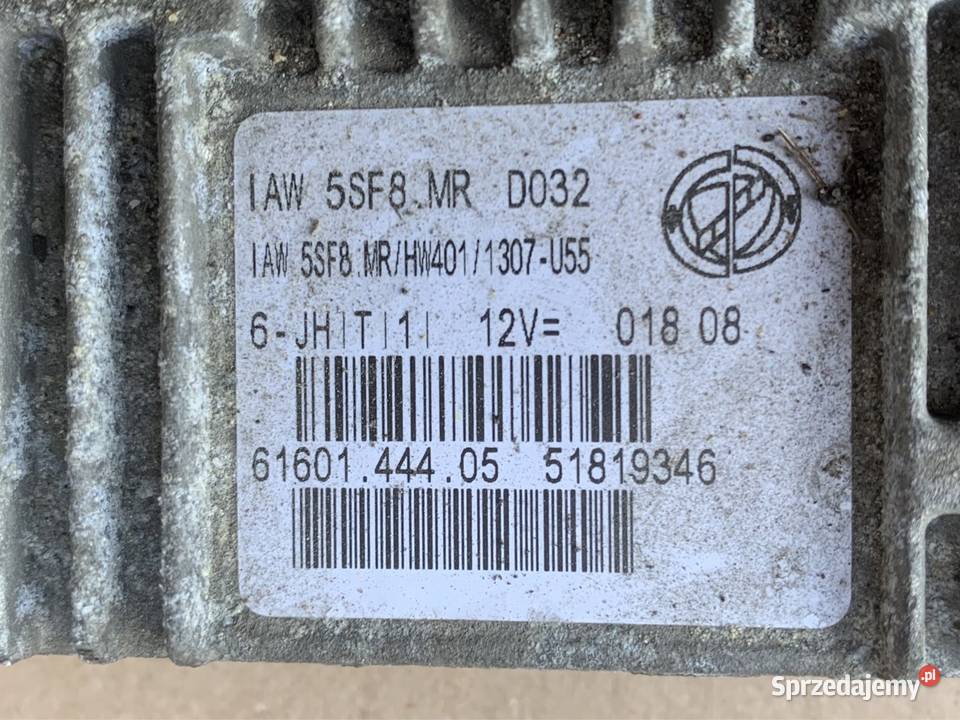 IAW 5SF8.MR D032
IAW 5SF8.MR/HW401/1307-U55
6-JH|T|1| 12V= 018 08
61601.444.05 51819346
Sprzedajemy.pl